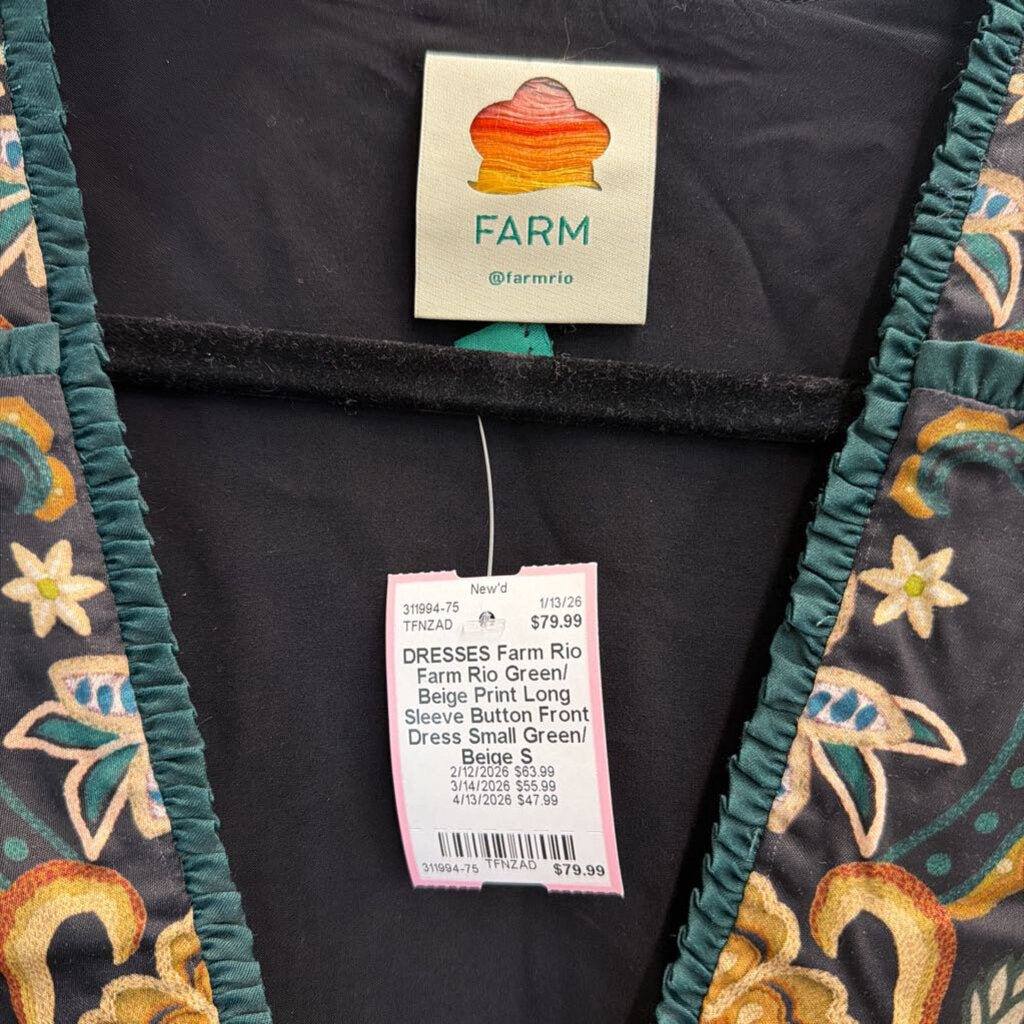 FARM
@farmrio
New'd
311994-75 1/13/26
TFNZAD $79.99
DRESSES Farm Rio
Farm Rio Green/
Beige Print Long
Sleeve Button Front
Dress Small Green/
Beige S
2/12/2026 $63.99
3/14/2026 $55.99
4/13/2026 $47.99
311994-75 TFNZAD $79.99